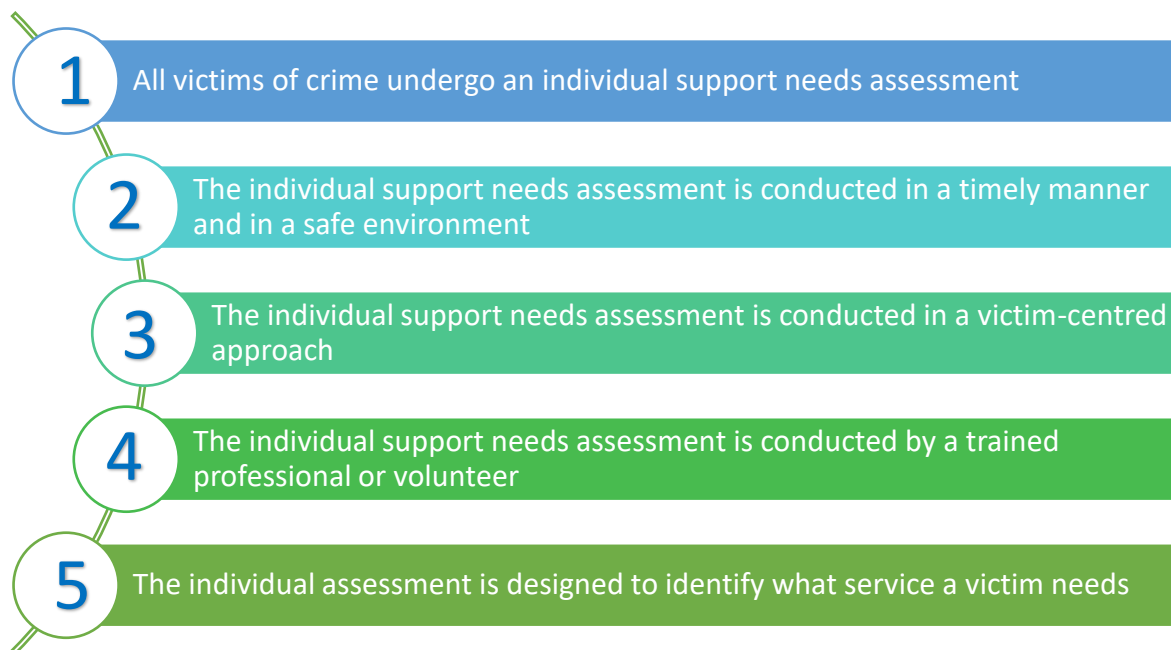 1
All victims of crime undergo an individual support needs assessment
2
The individual support needs assessment is conducted in a timely manner
and in a safe environment
3
The individual support needs assessment is conducted in a victim-centred
approach
4
The individual support needs assessment is conducted by a trained
professional or volunteer
5
The individual assessment is designed to identify what service a victim needs